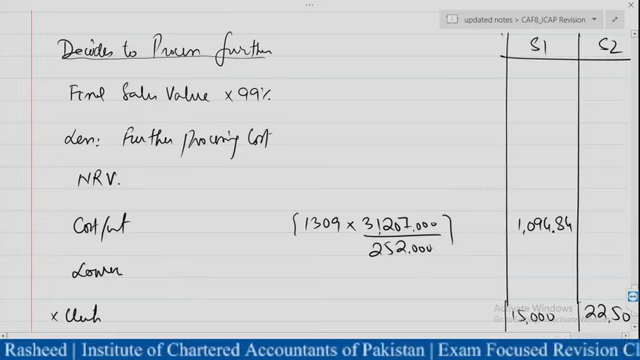 updated notes > CAF8_ICAP Revision
Decides to Process further
S1 S2
Final Sales Value x 99%
Less: Further processing Cost
NRV.
Cost/unit [1309 x 31,207,000 / 252,000] 1,094.84
Lower
x Units 15,000 22,50
Activate Windows
Rasheed | Institute of Chartered Accountants of Pakistan | Exam Focused Revision C